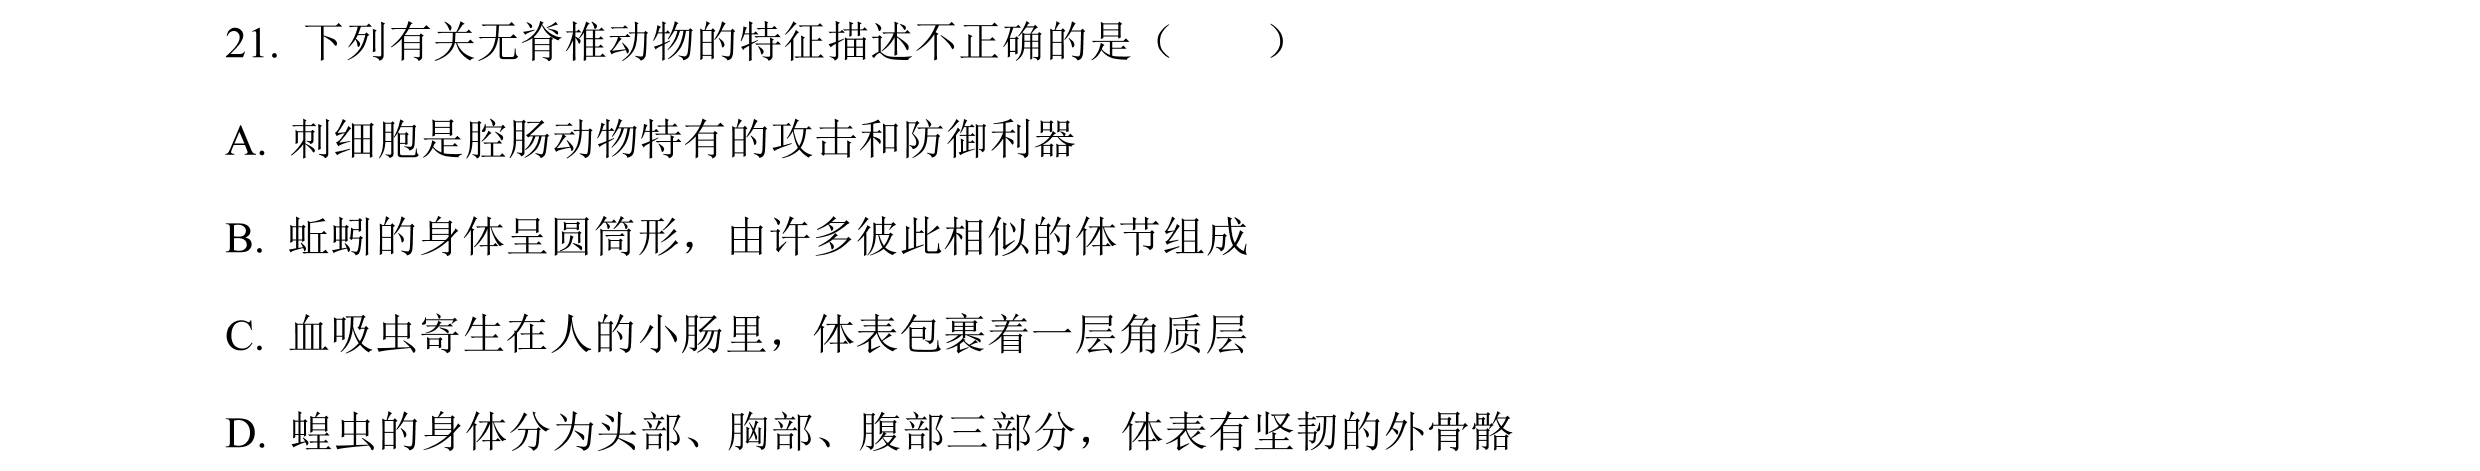 21. 下列有关无脊椎动物的特征描述不正确的是（　　）
A. 刺细胞是腔肠动物特有的攻击和防御利器
B. 蚯蚓的身体呈圆筒形，由许多彼此相似的体节组成
C. 血吸虫寄生在人的小肠里，体表包裹着一层角质层
D. 蝗虫的身体分为头部、胸部、腹部三部分，体表有坚韧的外骨骼